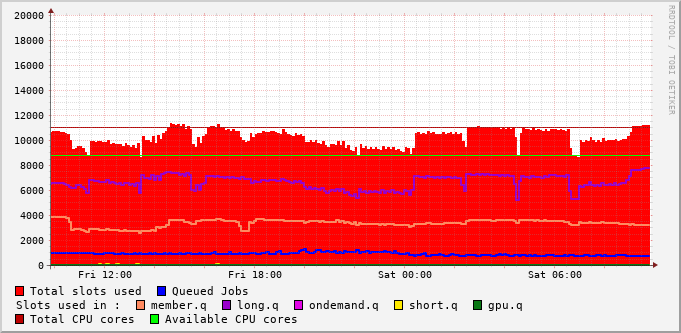 20000
18000
16000
14000
12000
10000
8000
6000
4000
2000
0
Fri 12:00 Fri 18:00 Sat 00:00 Sat 06:00
RRDTOOL / TOBI OETIKER
Total slots used Queued Jobs
Slots used in : member.q long.q ondemand.q short.q gpu.q
Total CPU cores Available CPU cores